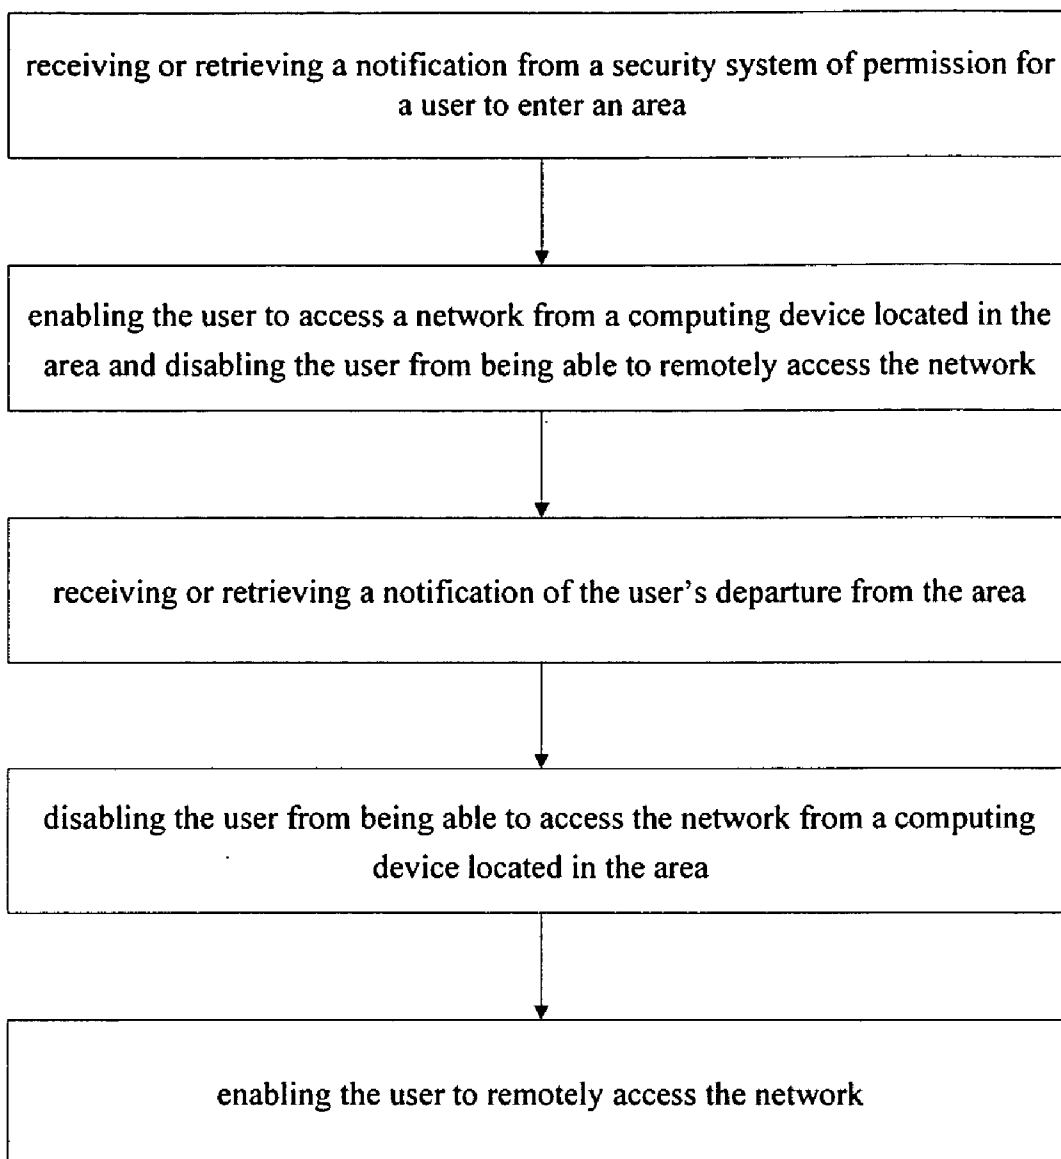 receiving or retrieving a notification from a security system of permission for
a user to enter an area
enabling the user to access a network from a computing device located in the
area and disabling the user from being able to remotely access the network
receiving or retrieving a notification of the user's departure from the area
disabling the user from being able to access the network from a computing
device located in the area
enabling the user to remotely access the network